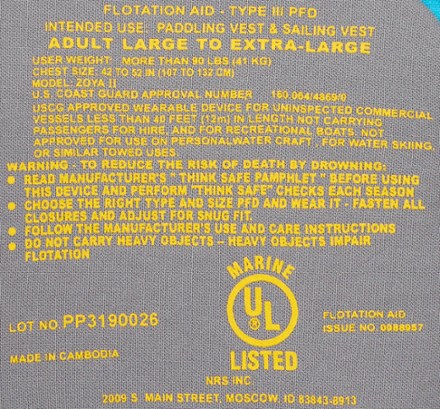 FLOTATION AID - TYPE III PFD
INTENDED USE: PADDLING VEST & SAILING VEST
ADULT LARGE TO EXTRA-LARGE
USER WEIGHT: MORE THAN 90 LBS (41 KG)
CHEST SIZE: 42 TO 52 IN (107 TO 132 CM)
MODEL: ZOYA II
U.S. COAST GUARD APPROVAL NUMBER 160.064/4869/0
USCG APPROVED WEARABLE DEVICE FOR UNINSPECTED COMMERCIAL
VESSELS LESS THAN 40 FEET (12m) IN LENGTH NOT CARRYING
PASSENGERS FOR HIRE, AND FOR RECREATIONAL BOATS. NOT
APPROVED FOR USE ON PERSONALWATER CRAFT , FOR WATER SKIING,
OR SIMILAR TOWED USES.
WARNING - TO REDUCE THE RISK OF DEATH BY DROWNING:
● READ MANUFACTURER'S " THINK SAFE PAMPHLET " BEFORE USING
THIS DEVICE AND PERFORM "THINK SAFE" CHECKS EACH SEASON
● CHOOSE THE RIGHT TYPE AND SIZE PFD AND WEAR IT - FASTEN ALL
CLOSURES AND ADJUST FOR SNUG FIT.
● FOLLOW THE MANUFACTURER'S USE AND CARE INSTRUCTIONS
● DO NOT CARRY HEAVY OBJECTS – HEAVY OBJECTS IMPAIR
FLOTATION
MARINE
UL ®
LISTED
LOT NO PP3190026
FLOTATION AID
ISSUE NO. 0088957
MADE IN CAMBODIA
NRS INC.
2009 S. MAIN STREET, MOSCOW, ID 83843-8913